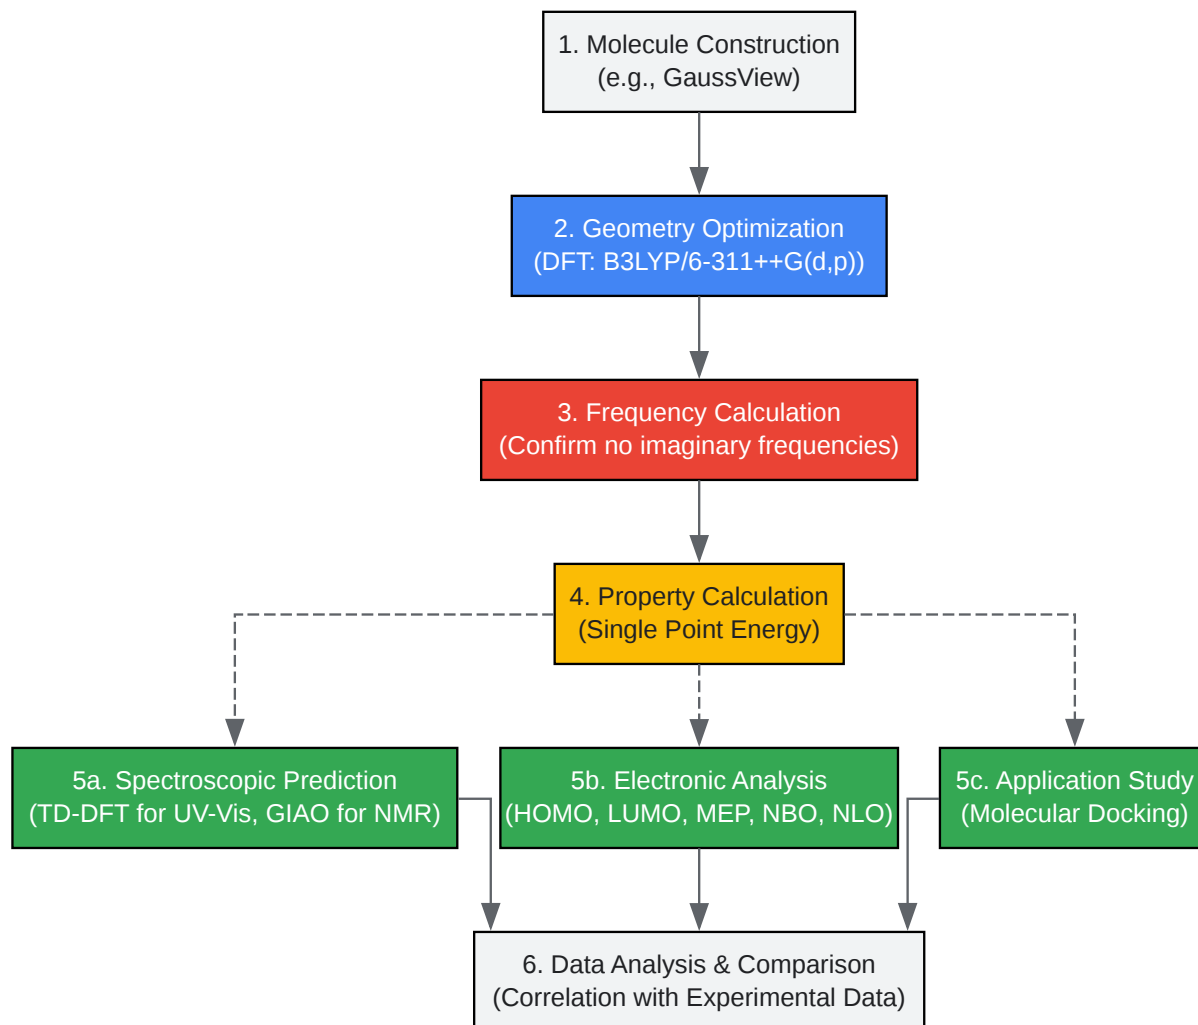 1. Molecule Construction
(e.g., GaussView)
2. Geometry Optimization
(DFT: B3LYP/6-311++G(d,p))
3. Frequency Calculation
(Confirm no imaginary frequencies)
4. Property Calculation
(Single Point Energy)
5a. Spectroscopic Prediction
(TD-DFT for UV-Vis, GIAO for NMR)
5b. Electronic Analysis
(HOMO, LUMO, MEP, NBO, NLO)
5c. Application Study
(Molecular Docking)
6. Data Analysis & Comparison
(Correlation with Experimental Data)